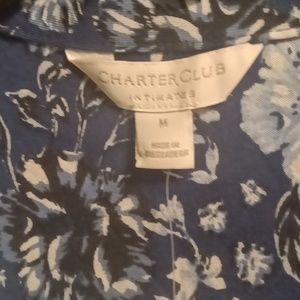 CHARTER CLUB
INTIMATES
M
MADE IN